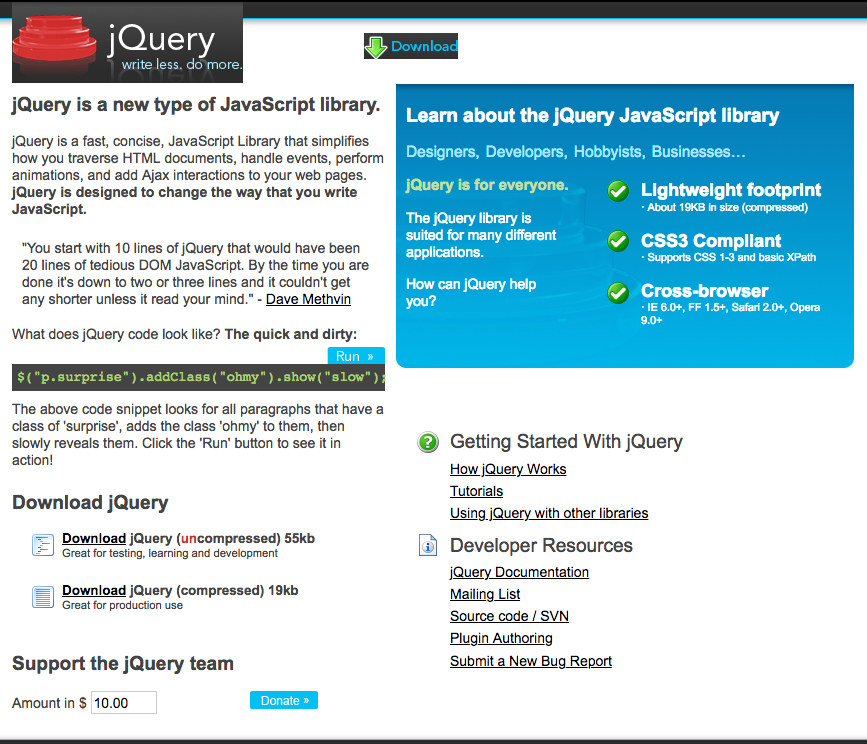 jQuery
write less, do more.
Download
jQuery is a new type of JavaScript library.
jQuery is a fast, concise, JavaScript Library that simplifies
how you traverse HTML documents, handle events, perform
animations, and add Ajax interactions to your web pages.
jQuery is designed to change the way that you write
JavaScript.
"You start with 10 lines of jQuery that would have been
20 lines of tedious DOM JavaScript. By the time you are
done it's down to two or three lines and it couldn't get
any shorter unless it read your mind." - Dave Methvin
What does jQuery code look like? The quick and dirty:
Run »
$("p.surprise").addClass("ohmy").show("slow");
The above code snippet looks for all paragraphs that have a
class of 'surprise', adds the class 'ohmy' to them, then
slowly reveals them. Click the 'Run' button to see it in
action!
Download jQuery
Download jQuery (uncompressed) 55kb
Great for testing, learning and development
Download jQuery (compressed) 19kb
Great for production use
Support the jQuery team
Amount in $ 10.00
Donate »
Learn about the jQuery JavaScript library
Designers, Developers, Hobbyists, Businesses…
jQuery is for everyone.
The jQuery library is
suited for many different
applications.
How can jQuery help
you?
Lightweight footprint
· About 19KB in size (compressed)
CSS3 Compliant
· Supports CSS 1-3 and basic XPath
Cross-browser
· IE 6.0+, FF 1.5+, Safari 2.0+, Opera
9.0+
Getting Started With jQuery
How jQuery Works
Tutorials
Using jQuery with other libraries
Developer Resources
jQuery Documentation
Mailing List
Source code / SVN
Plugin Authoring
Submit a New Bug Report